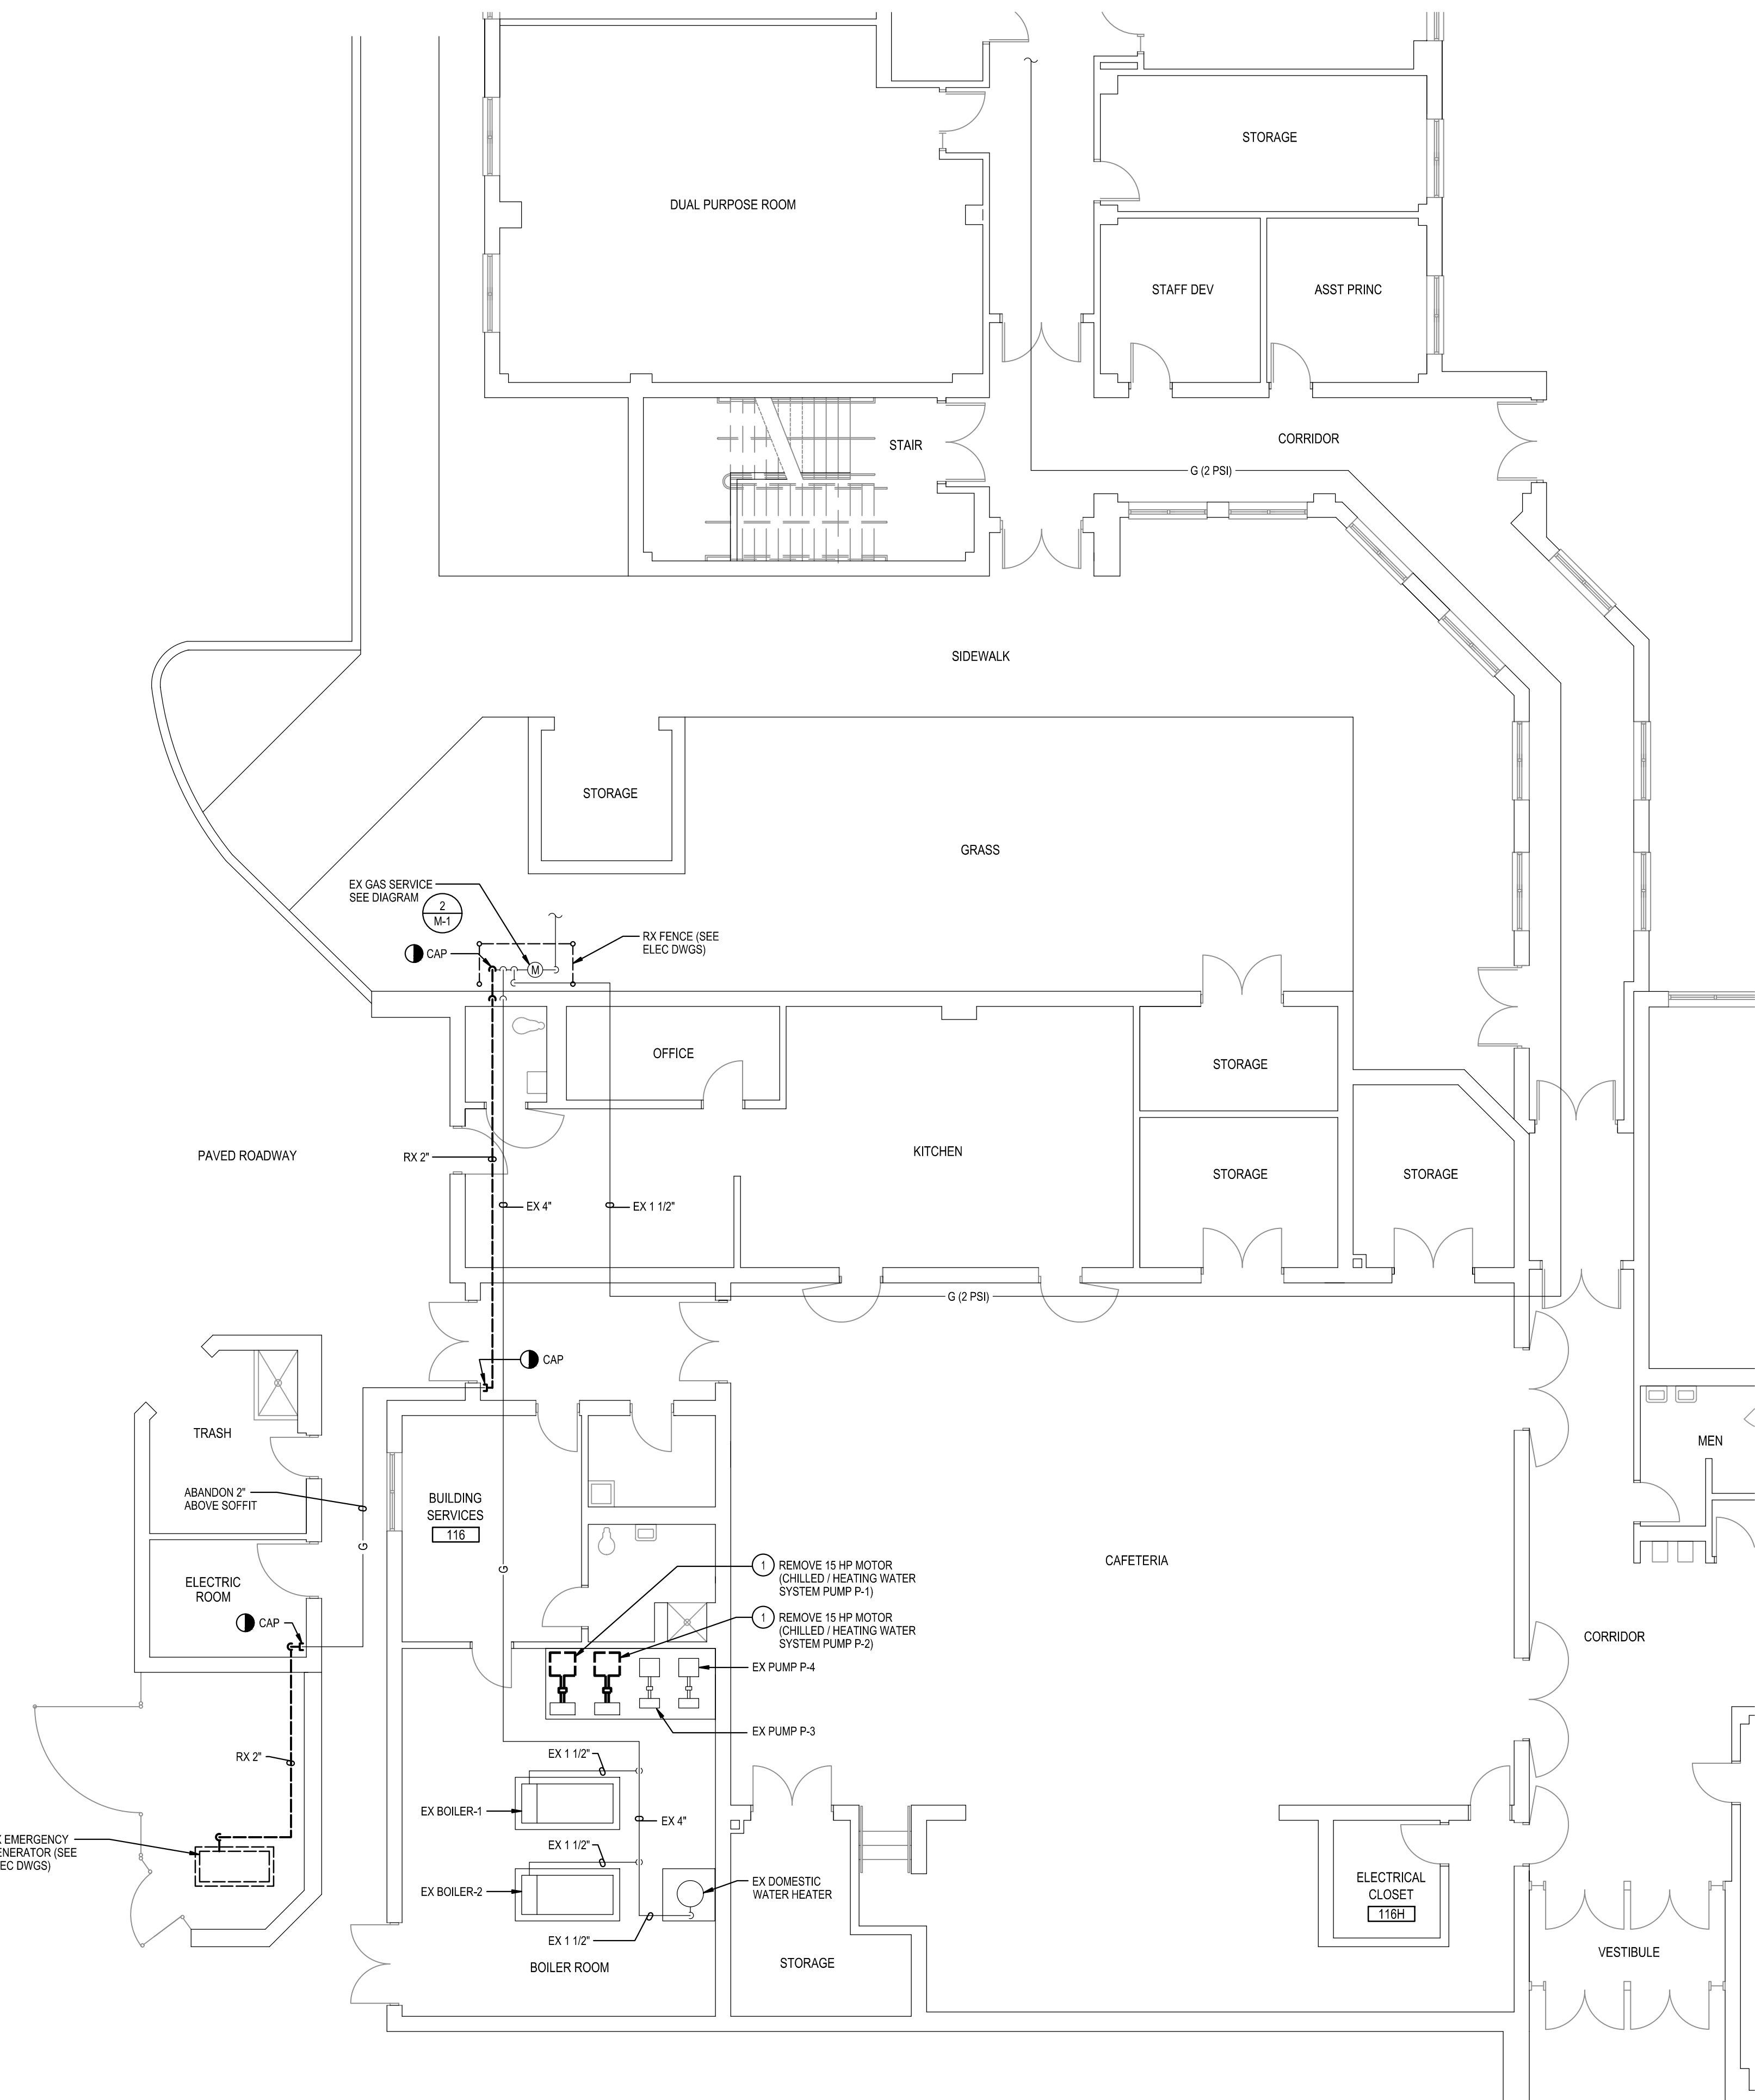 STORAGE
DUAL PURPOSE ROOM
STAFF DEV
ASST PRINC
STAIR
CORRIDOR
G (2 PSI)
SIDEWALK
STORAGE
GRASS
EX GAS SERVICE
SEE DIAGRAM
2
M-1
CAP
M
RX FENCE (SEE
ELEC DWGS)
OFFICE
STORAGE
KITCHEN
PAVED ROADWAY
RX 2"
STORAGE
STORAGE
EX 4"
EX 1 1/2"
G (2 PSI)
CAP
TRASH
MEN
ABANDON 2"
ABOVE SOFFIT
BUILDING
SERVICES
116
G
G
CAFETERIA
1
REMOVE 15 HP MOTOR
(CHILLED / HEATING WATER
SYSTEM PUMP P-1)
ELECTRIC
ROOM
1
REMOVE 15 HP MOTOR
(CHILLED / HEATING WATER
SYSTEM PUMP P-2)
CAP
CORRIDOR
EX PUMP P-4
EX PUMP P-3
RX 2"
EX 1 1/2"
EX BOILER-1
EX 4"
X EMERGENCY
ENERATOR (SEE
EC DWGS)
EX 1 1/2"
EX BOILER-2
EX DOMESTIC
WATER HEATER
ELECTRICAL
CLOSET
116H
EX 1 1/2"
VESTIBULE
BOILER ROOM
STORAGE